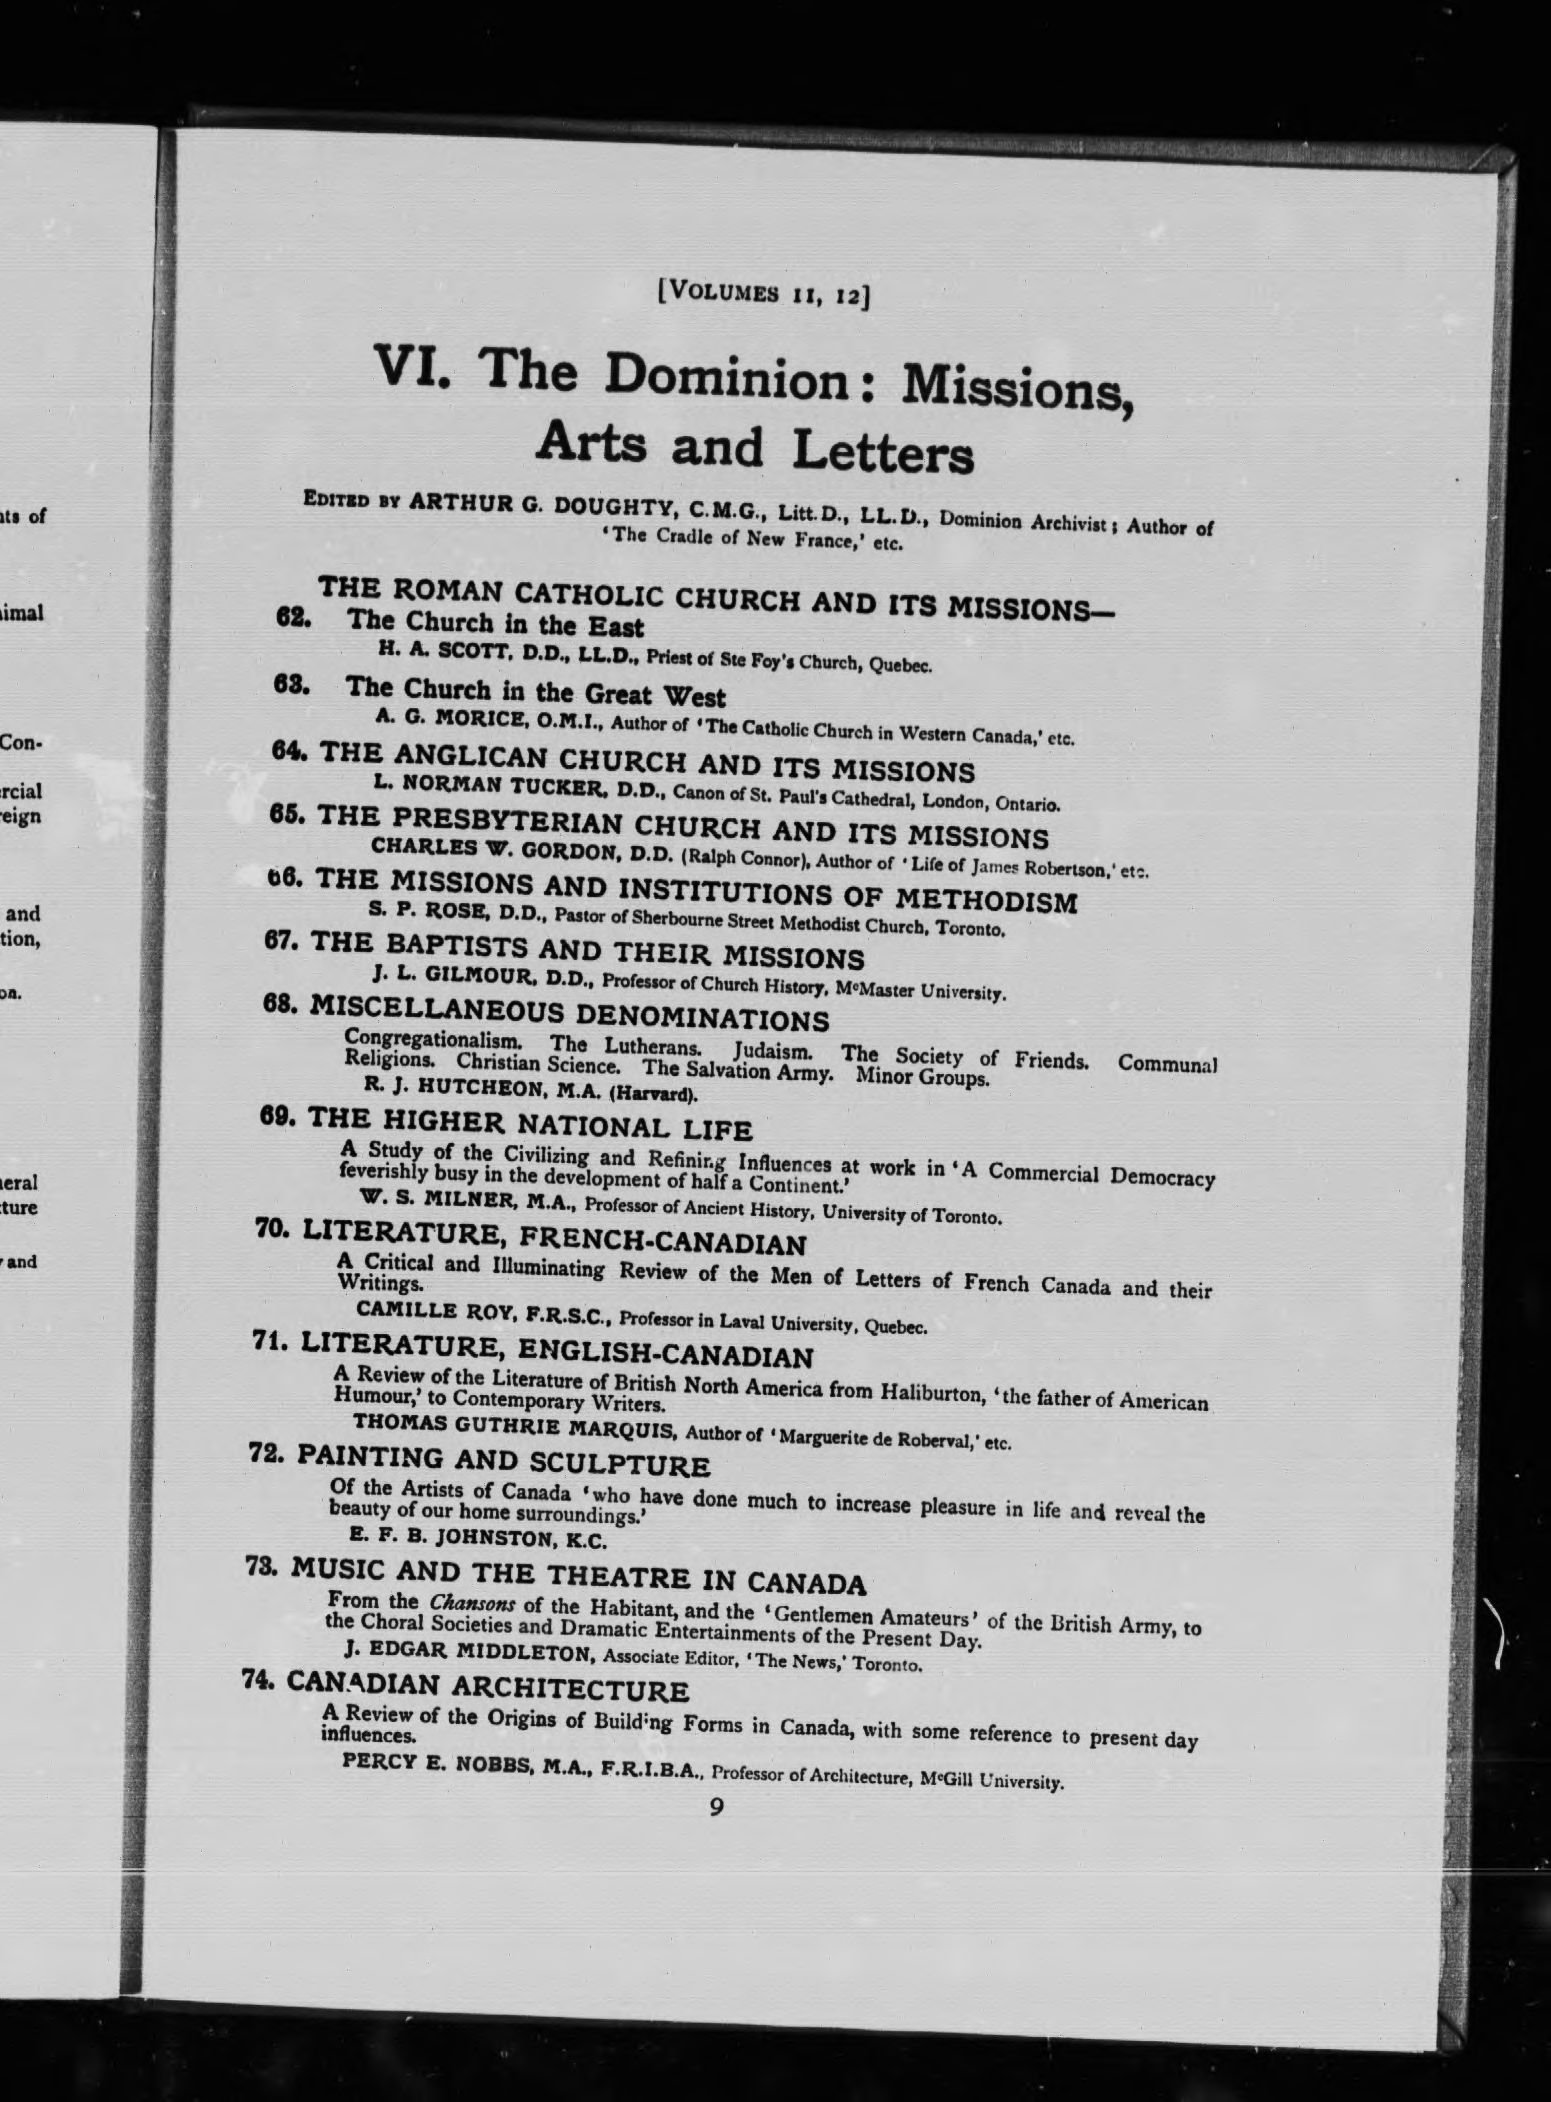 [VOLUMES 11, 12]
VI. The Dominion: Missions,
Arts and Letters
EDITED BY ARTHUR G. DOUGHTY, C.M.G., Litt.D., LL.D., Dominion Archivist; Author of
'The Cradle of New France,' etc.
THE ROMAN CATHOLIC CHURCH AND ITS MISSIONS—
62. The Church in the East
H. A. SCOTT, D.D., LL.D., Priest of Ste Foy's Church, Quebec.
63. The Church in the Great West
A. G. MORICE, O.M.I., Author of 'The Catholic Church in Western Canada,' etc.
64. THE ANGLICAN CHURCH AND ITS MISSIONS
L. NORMAN TUCKER, D.D., Canon of St. Paul's Cathedral, London, Ontario.
65. THE PRESBYTERIAN CHURCH AND ITS MISSIONS
CHARLES W. GORDON, D.D. (Ralph Connor), Author of 'Life of James Robertson,' etc.
66. THE MISSIONS AND INSTITUTIONS OF METHODISM
S. P. ROSE, D.D., Pastor of Sherbourne Street Methodist Church, Toronto.
67. THE BAPTISTS AND THEIR MISSIONS
J. L. GILMOUR, D.D., Professor of Church History, McMaster University.
68. MISCELLANEOUS DENOMINATIONS
Congregationalism. The Lutherans. Judaism. The Society of Friends. Communal
Religions. Christian Science. The Salvation Army. Minor Groups.
R. J. HUTCHEON, M.A. (Harvard).
69. THE HIGHER NATIONAL LIFE
A Study of the Civilizing and Refining Influences at work in 'A Commercial Democracy
feverishly busy in the development of half a Continent.'
W. S. MILNER, M.A., Professor of Ancient History, University of Toronto.
70. LITERATURE, FRENCH-CANADIAN
A Critical and Illuminating Review of the Men of Letters of French Canada and their
Writings.
CAMILLE ROY, F.R.S.C., Professor in Laval University, Quebec.
71. LITERATURE, ENGLISH-CANADIAN
A Review of the Literature of British North America from Haliburton, 'the father of American
Humour,' to Contemporary Writers.
THOMAS GUTHRIE MARQUIS, Author of 'Marguerite de Roberval,' etc.
72. PAINTING AND SCULPTURE
Of the Artists of Canada 'who have done much to increase pleasure in life and reveal the
beauty of our home surroundings.'
E. F. B. JOHNSTON, K.C.
73. MUSIC AND THE THEATRE IN CANADA
From the Chansons of the Habitant, and the 'Gentlemen Amateurs' of the British Army, to
the Choral Societies and Dramatic Entertainments of the Present Day.
J. EDGAR MIDDLETON, Associate Editor, 'The News,' Toronto.
74. CANADIAN ARCHITECTURE
A Review of the Origins of Building Forms in Canada, with some reference to present day
influences.
PERCY E. NOBBS, M.A., F.R.I.B.A., Professor of Architecture, McGill University.
9